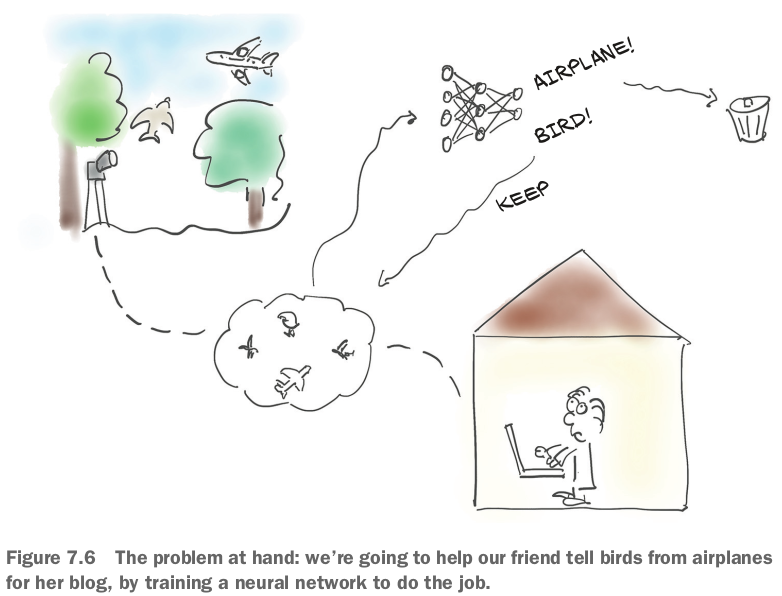 AIRPLANE!
BIRD!
KEEP
Figure 7.6 The problem at hand: we're going to help our friend tell birds from airplanes
for her blog, by training a neural network to do the job.